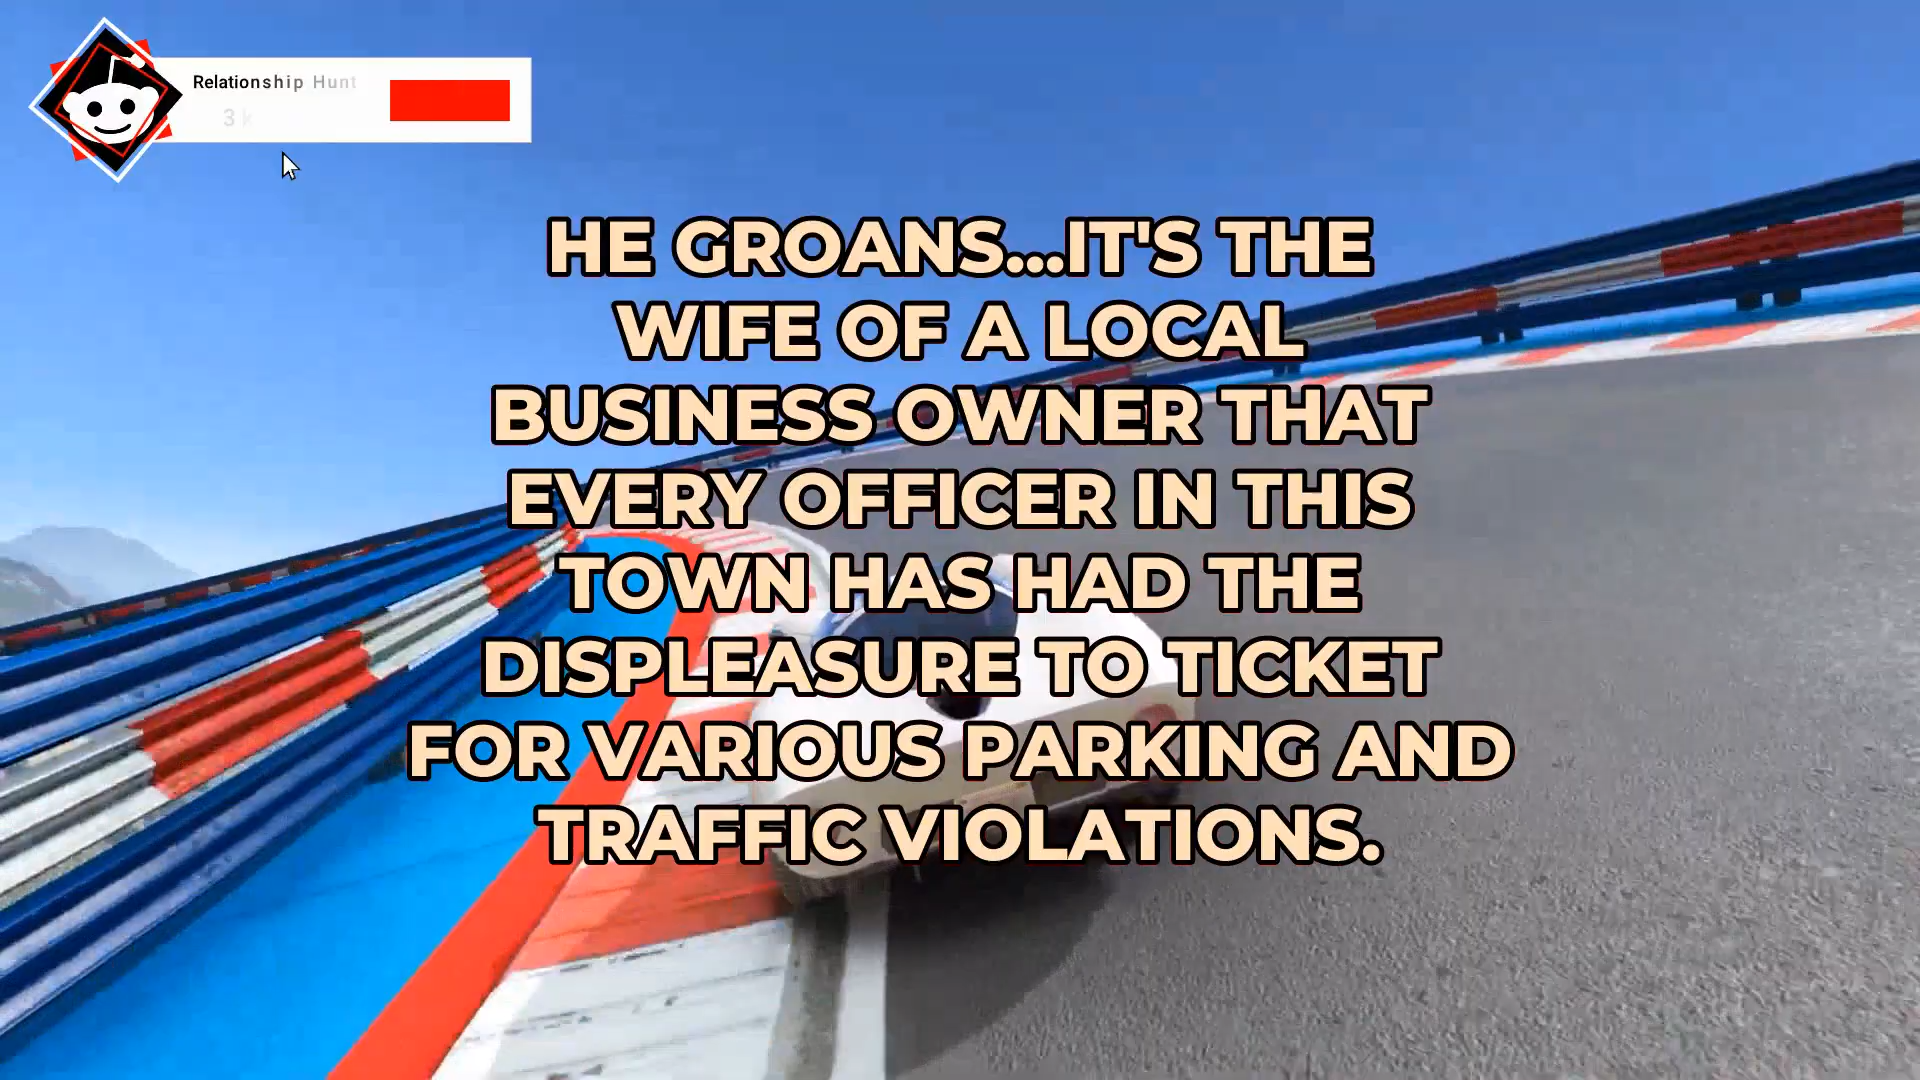 Relationship Hunt
3 k
HE GROANS...IT'S THE
WIFE OF A LOCAL
BUSINESS OWNER THAT
EVERY OFFICER IN THIS
TOWN HAS HAD THE
DISPLEASURE TO TICKET
FOR VARIOUS PARKING AND
TRAFFIC VIOLATIONS.